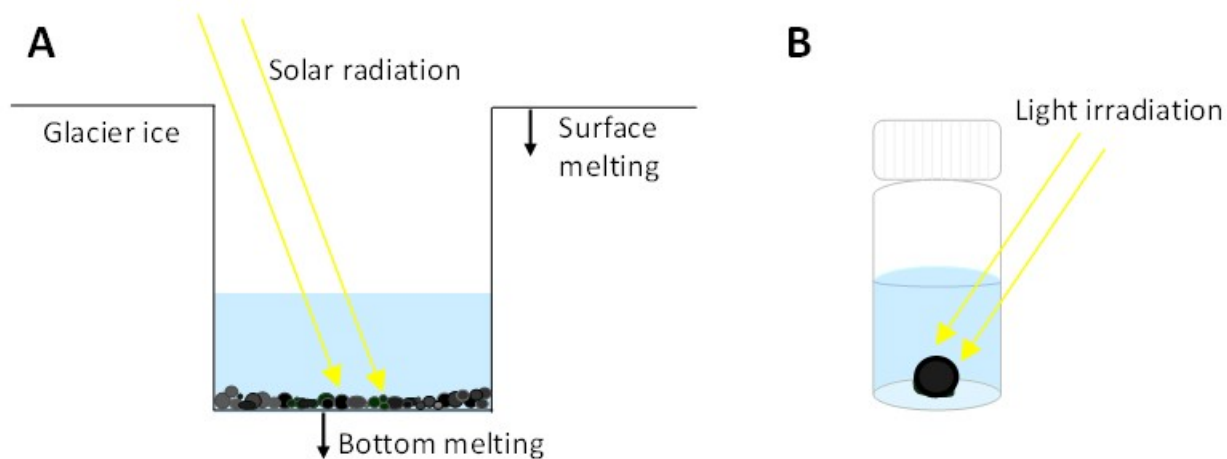 A
Solar radiation
Glacier ice
Surface
melting
Bottom melting
B
Light irradiation